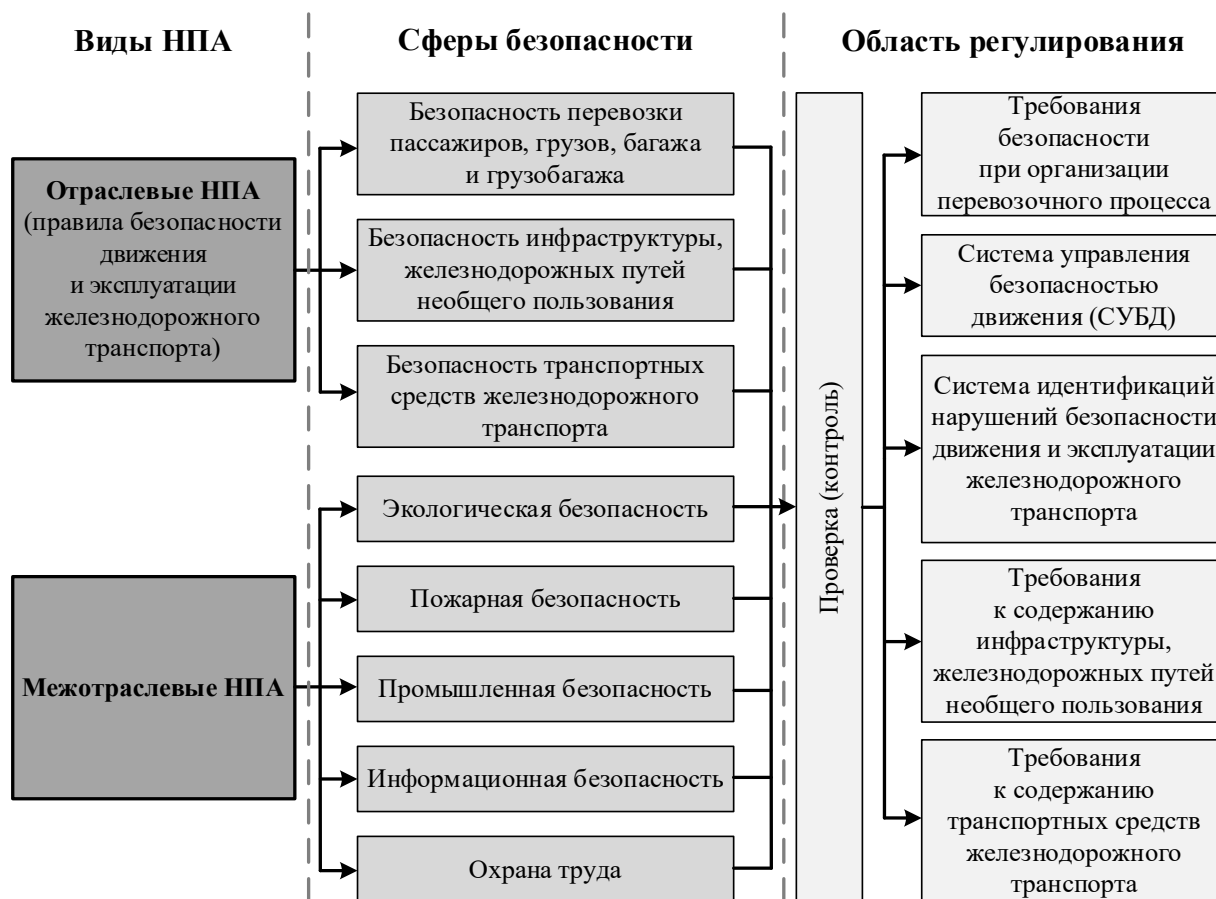 Виды НПА
Сферы безопасности
Область регулирования
Отраслевые НПА
(правила безопасности
движения
и эксплуатации
железнодорожного
транспорта)
Межотраслевые НПА
Безопасность перевозки
пассажиров, грузов, багажа
и грузобагажа
Безопасность инфраструктуры,
железнодорожных путей
необщего пользования
Безопасность транспортных
средств железнодорожного
транспорта
Экологическая безопасность
Пожарная безопасность
Промышленная безопасность
Информационная безопасность
Охрана труда
Проверка (контроль)
Требования
безопасности
при организации
перевозочного процесса
Система управления
безопасностью
движения (СУБД)
Система идентификаций
нарушений безопасности
движения и эксплуатации
железнодорожного
транспорта
Требования
к содержанию
инфраструктуры,
железнодорожных путей
необщего пользования
Требования
к содержанию
транспортных средств
железнодорожного
транспорта